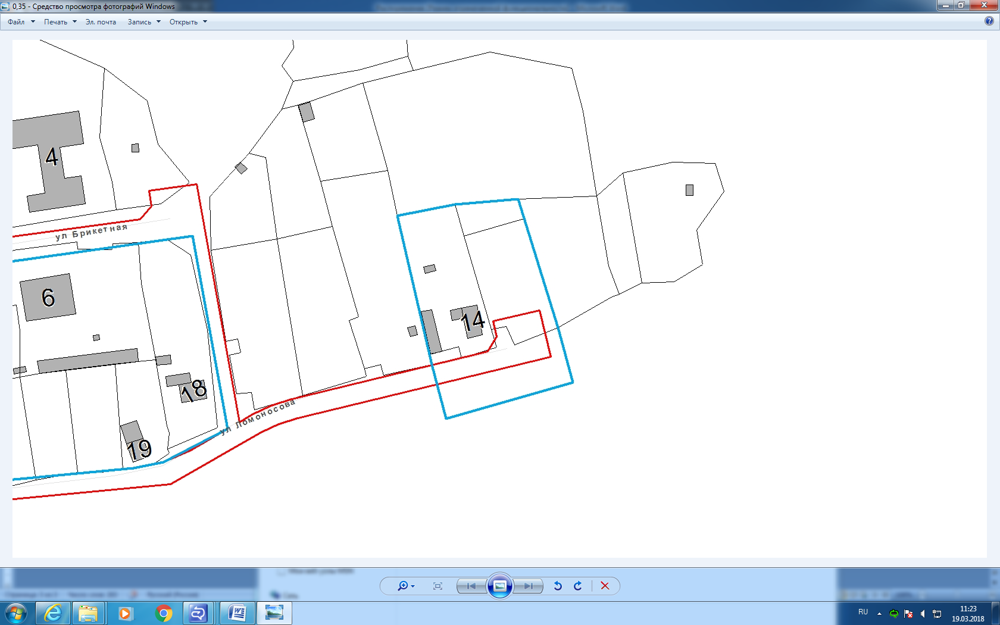 0,35 - Средство просмотра фотографий Windows
Файл Печать Эл. почта Запись Открыть
4
ул Брикетная
6
14
18
ул Ломоносова
19
RU
11:23
19.03.2018